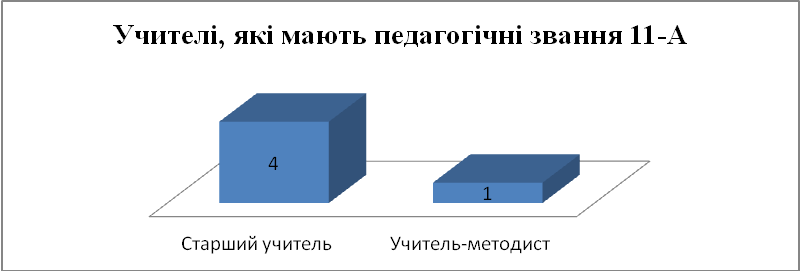 Учителі, які мають педагогічні звання 11-А
4
1
Старший учитель
Учитель-методист